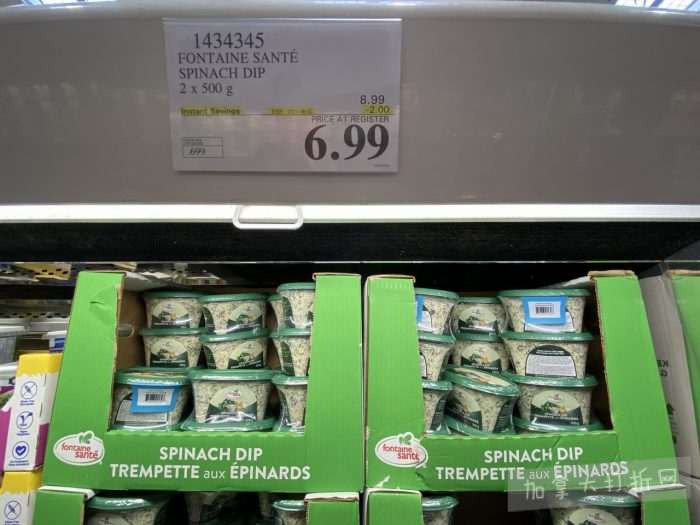 1434345
FONTAINE SANTÉ
SPINACH DIP
2 x 500 g
8.99
Instant Savings
-2.00
PRICE AT REGISTER
6.99
fontaine santé
SPINACH DIP
TREMPETTE AUX ÉPINARDS
fontaine santé
SPINACH DIP
TREMPETTE AUX ÉPINARDS
加拿大打折网